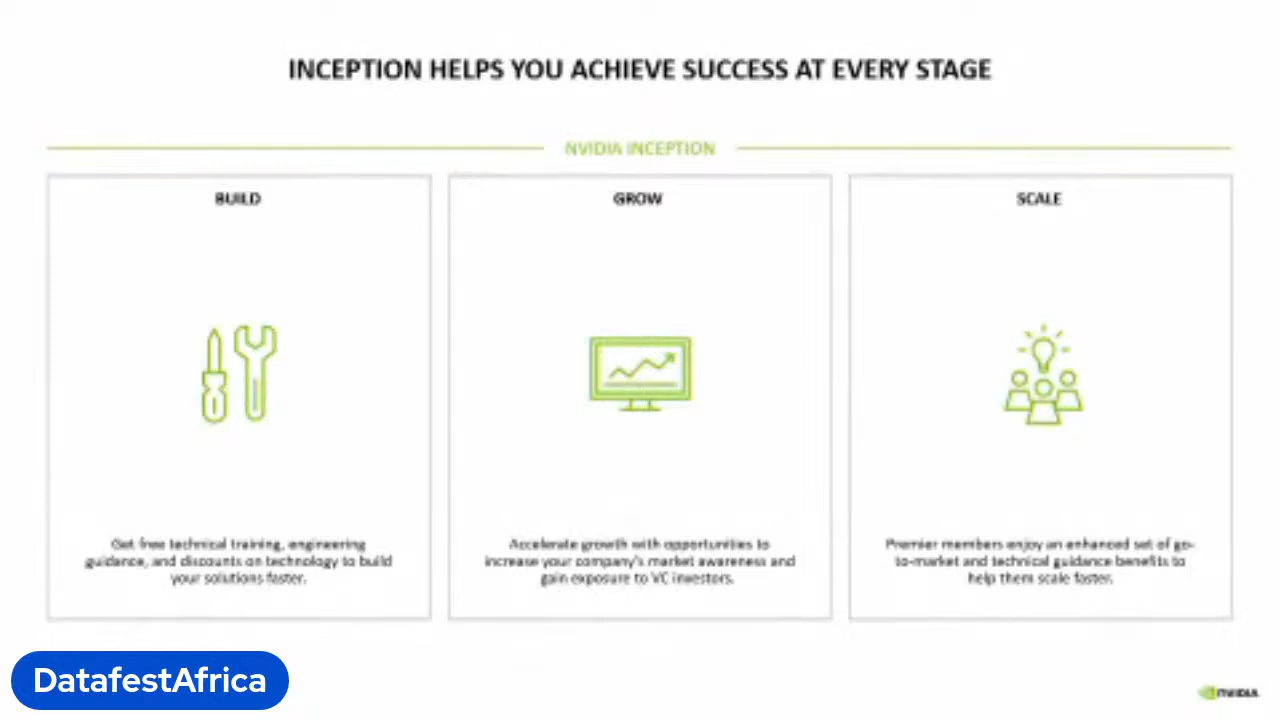 INCEPTION HELPS YOU ACHIEVE SUCCESS AT EVERY STAGE
NVIDIA INCEPTION
BUILD
Get free technical training, engineering
guidance, and discounts on technology to build
your solutions faster.
GROW
Accelerate growth with opportunities to
increase your company's market awareness and
gain exposure to VC investors.
SCALE
Premier members enjoy an enhanced set of go-
to-market and technical guidance benefits to
help them scale faster.
DatafestAfrica
NVIDIA